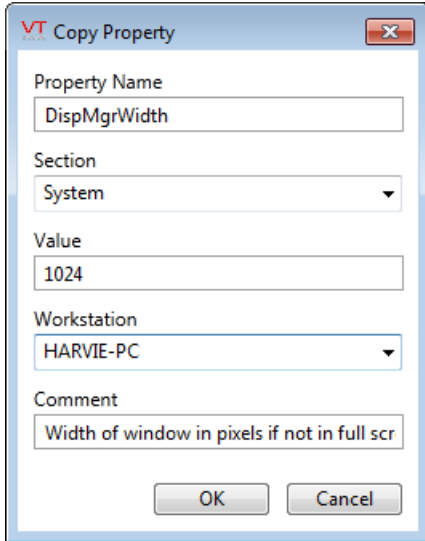 VT Copy Property
Property Name
DispMgrWidth
Section
System
Value
1024
Workstation
HARVIE-PC
Comment
Width of window in pixels if not in full scr
OK Cancel